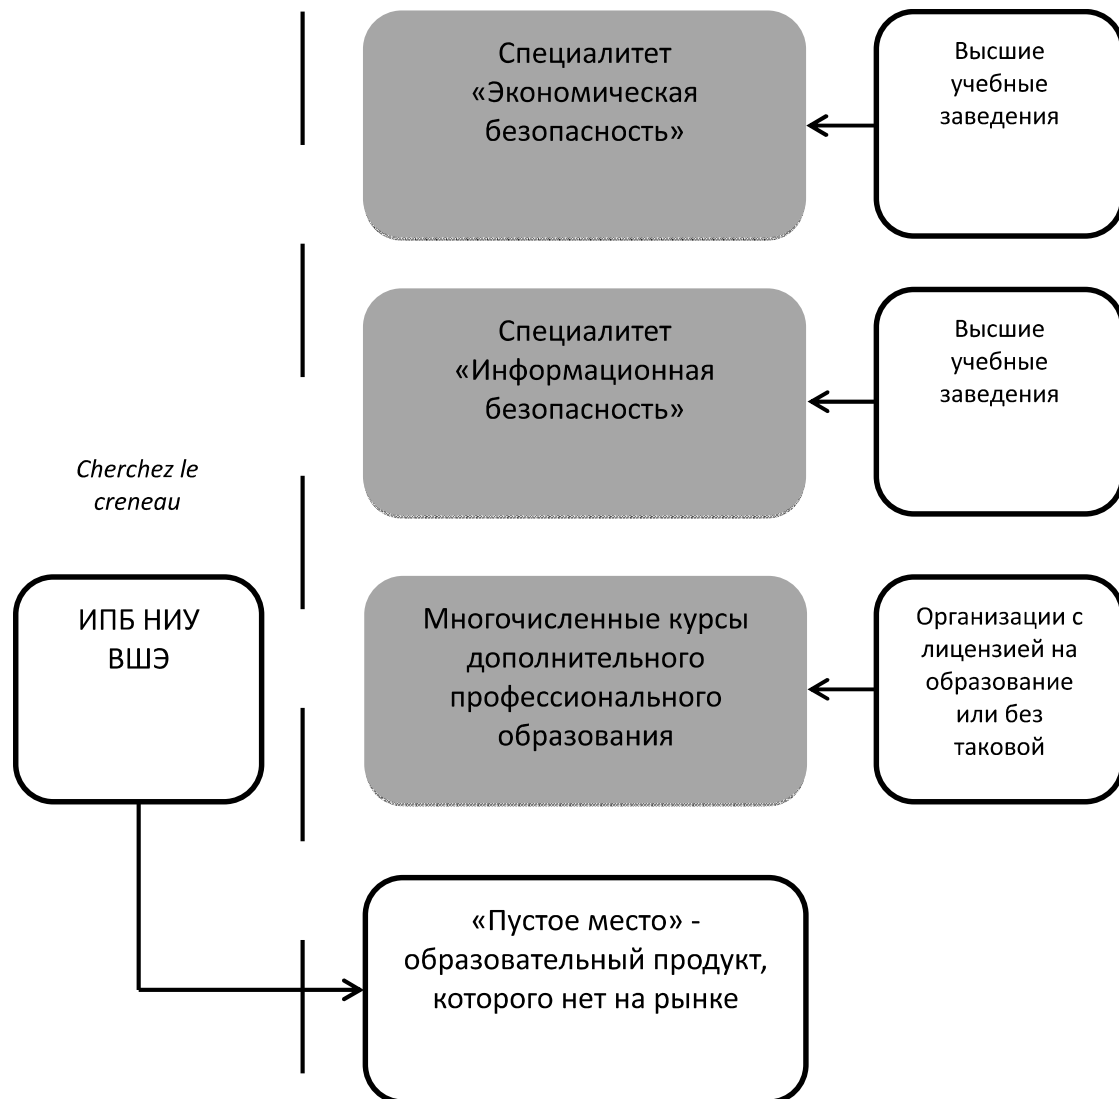 Специалитет
«Экономическая
безопасность»
Высшие
учебные
заведения
Специалитет
«Информационная
безопасность»
Высшие
учебные
заведения
Cherchez le
creneau
ИПБ НИУ
ВШЭ
Многочисленные курсы
дополнительного
профессионального
образования
Организации с
лицензией на
образование
или без
таковой
«Пустое место» -
образовательный продукт,
которого нет на рынке